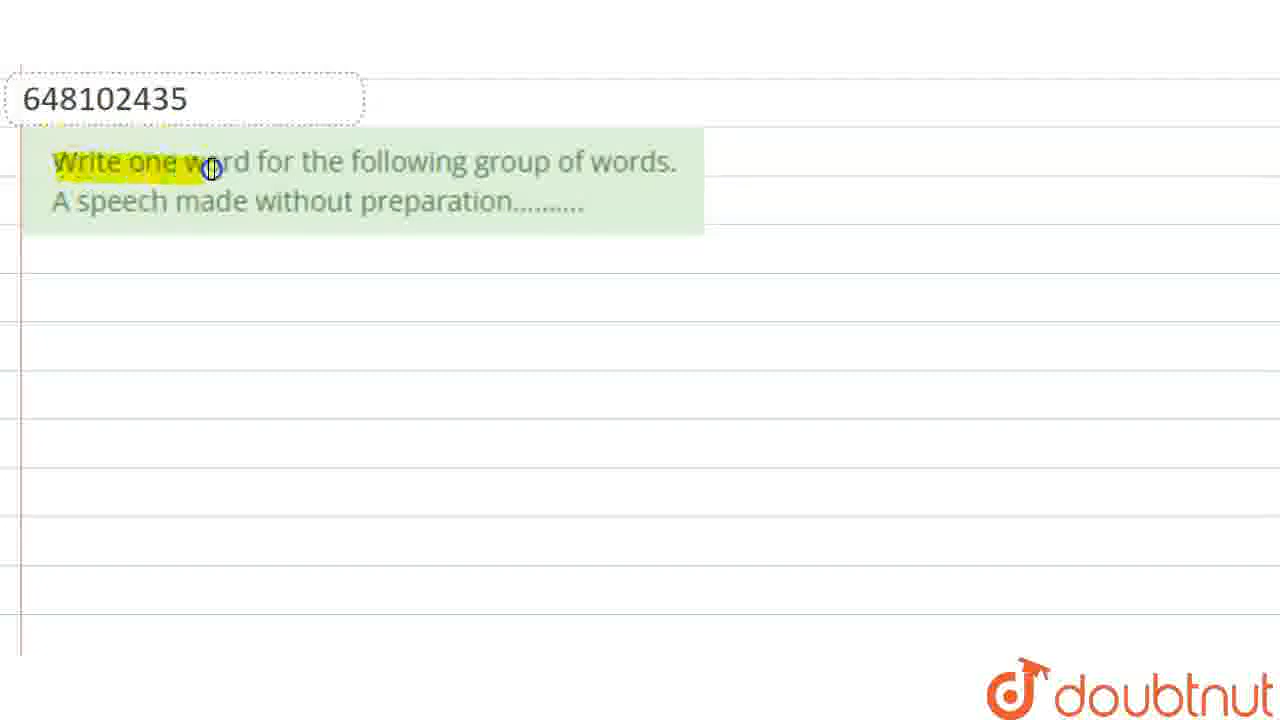 648102435
Write one word for the following group of words.
A speech made without preparation..........
doubtnut